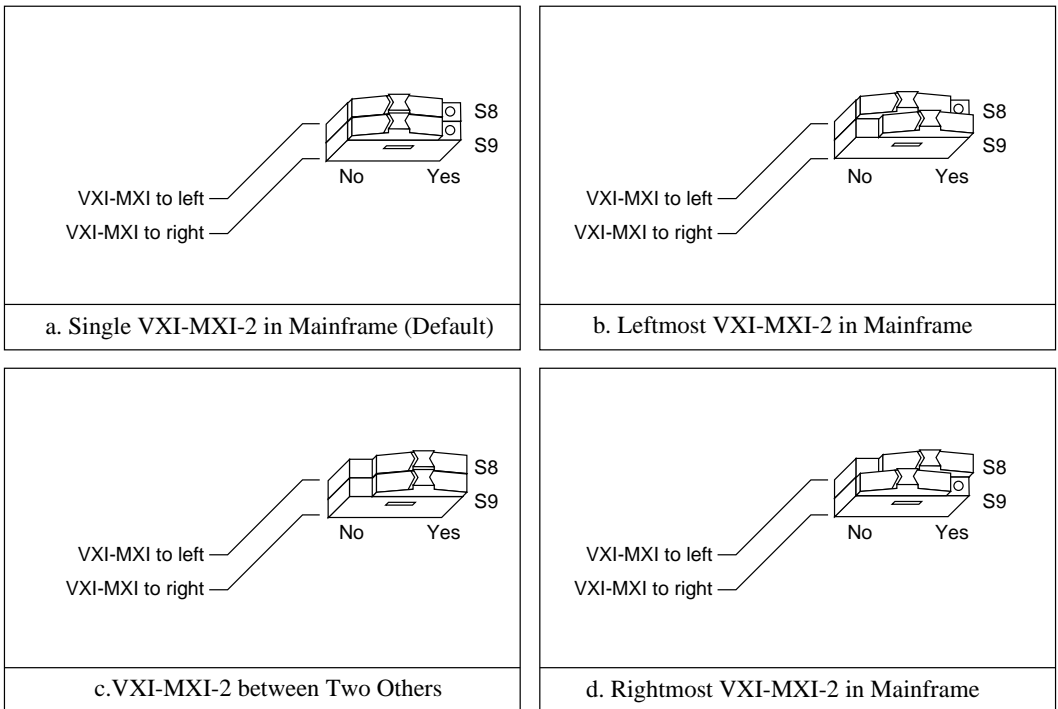 S8
S9
No Yes
VXI-MXI to left
VXI-MXI to right
a. Single VXI-MXI-2 in Mainframe (Default)
S8
S9
No Yes
VXI-MXI to left
VXI-MXI to right
b. Leftmost VXI-MXI-2 in Mainframe
S8
S9
No Yes
VXI-MXI to left
VXI-MXI to right
c.VXI-MXI-2 between Two Others
S8
S9
No Yes
VXI-MXI to left
VXI-MXI to right
d. Rightmost VXI-MXI-2 in Mainframe